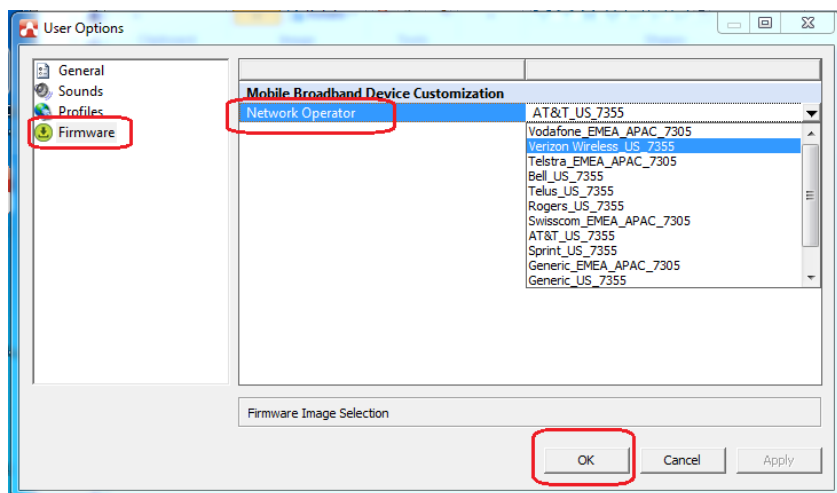 User Options
General
Sounds
Profiles
Firmware
Mobile Broadband Device Customization
Network Operator AT&T_US_7355
Vodafone_EMEA_APAC_7305
Verizon Wireless_US_7355
Telstra_EMEA_APAC_7305
Bell_US_7355
Telus_US_7355
Rogers_US_7355
Swisscom_EMEA_APAC_7305
AT&T_US_7355
Sprint_US_7355
Generic_EMEA_APAC_7305
Generic_US_7355
Firmware Image Selection
OK Cancel Apply